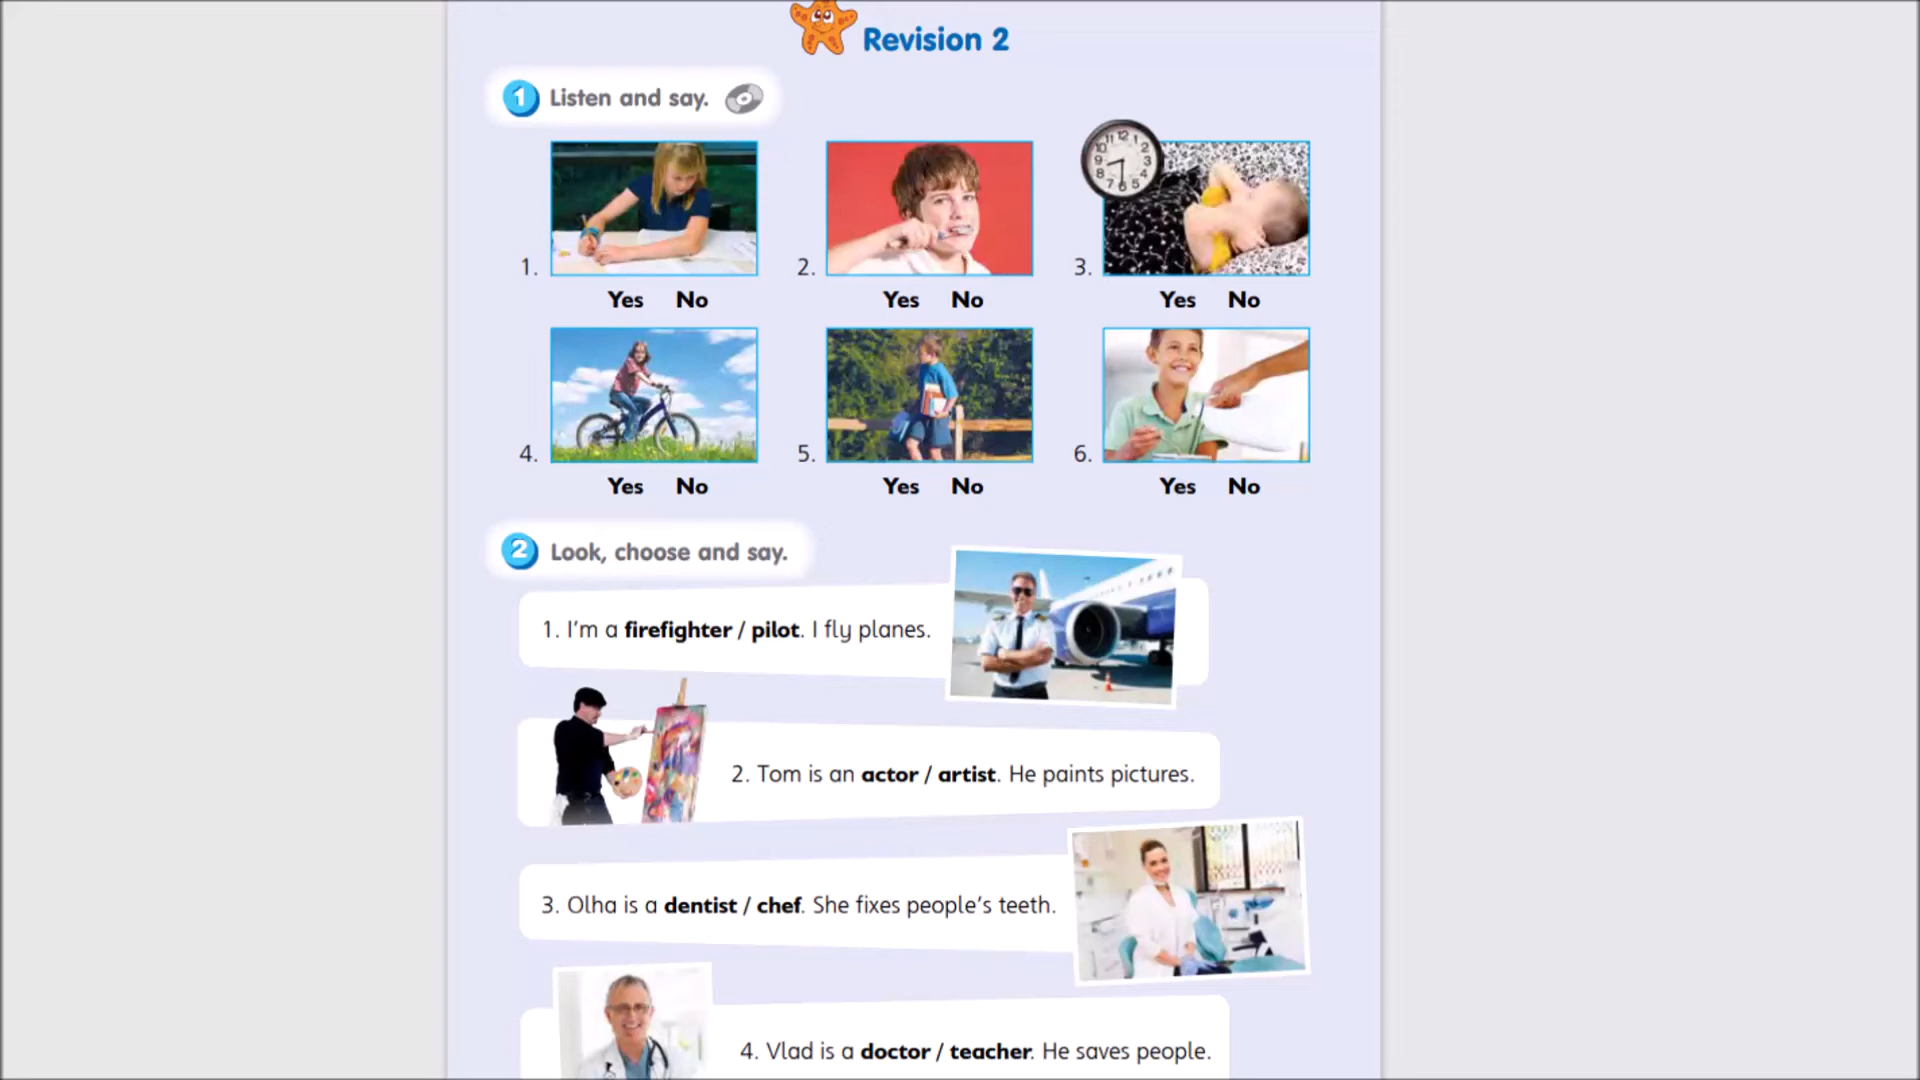 Revision 2
1 Listen and say.
1. 2. 3.
Yes No Yes No Yes No
4. 5. 6.
Yes No Yes No Yes No
2 Look, choose and say.
1. I'm a firefighter / pilot. I fly planes.
2. Tom is an actor / artist. He paints pictures.
3. Olha is a dentist / chef. She fixes people's teeth.
4. Vlad is a doctor / teacher. He saves people.